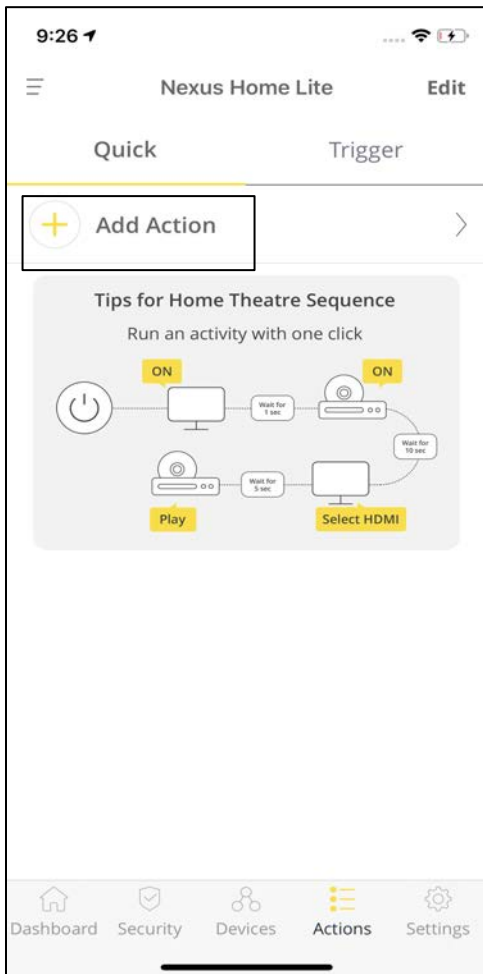 9:26
Nexus Home Lite
Edit
Quick
Trigger
Add Action
Tips for Home Theatre Sequence
Run an activity with one click
ON
ON
Wait for
1 sec
Wait for
10 sec
Wait for
5 sec
Play
Select HDMI
Dashboard
Security
Devices
Actions
Settings